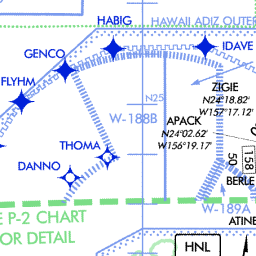 HABIG
HAWAII ADIZ OUTER
GENCO
IDAVE
FLYHM
ZIGIE
N24°18.82'
W157°17.12'
N25
W-188B
APACK
N24°02.62'
W156°19.17'
THOMA
DANNO
50
158
BERLE
W-189A
E P-2 CHART
OR DETAIL
ATINE
HNL